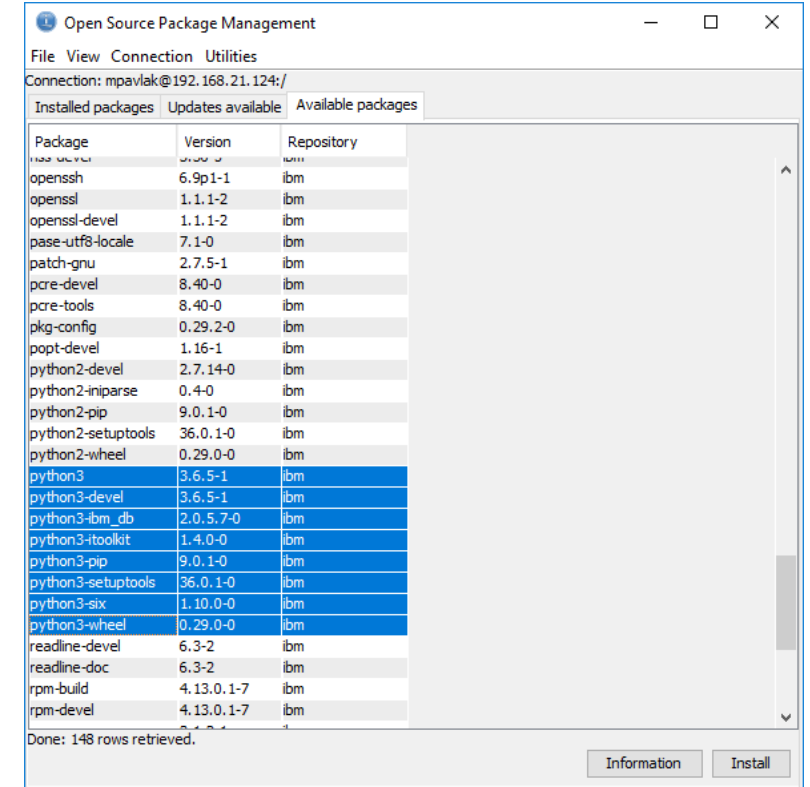 Open Source Package Management
File View Connection Utilities
Connection: mpavlak@192.168.21.124:/
Installed packages Updates available Available packages
Package Version Repository
openssh 6.9p1-1 ibm
openssl 1.1.1-2 ibm
openssl-devel 1.1.1-2 ibm
pase-utf8-locale 7.1-0 ibm
patch-gnu 2.7.5-1 ibm
pcre-devel 8.40-0 ibm
pcre-tools 8.40-0 ibm
pkg-config 0.29.2-0 ibm
popt-devel 1.16-1 ibm
python2-devel 2.7.14-0 ibm
python2-iniparse 0.4-0 ibm
python2-pip 9.0.1-0 ibm
python2-setuptools 36.0.1-0 ibm
python2-wheel 0.29.0-0 ibm
python3 3.6.5-1 ibm
python3-devel 3.6.5-1 ibm
python3-ibm_db 2.0.5.7-0 ibm
python3-itoolkit 1.4.0-0 ibm
python3-pip 9.0.1-0 ibm
python3-setuptools 36.0.1-0 ibm
python3-six 1.10.0-0 ibm
python3-wheel 0.29.0-0 ibm
readline-devel 6.3-2 ibm
readline-doc 6.3-2 ibm
rpm-build 4.13.0.1-7 ibm
rpm-devel 4.13.0.1-7 ibm
Done: 148 rows retrieved.
Information Install